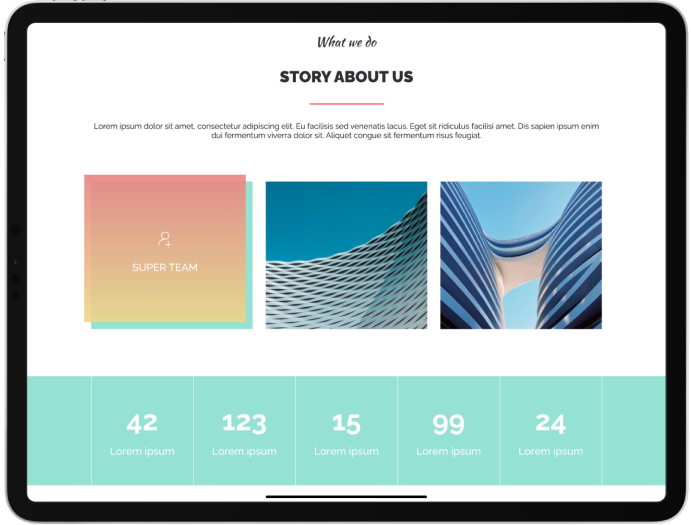 What we do
STORY ABOUT US
Lorem ipsum dolor sit amet, consectetur adipiscing elit. Eu facilisis sed venenatis lacus. Eget sit ridiculus facilisi amet. Dis sapien ipsum enim
dui fermentum viverra dolor sit. Aliquet congue sit fermentum risus feugiat.
SUPER TEAM
42 123 15 99 24
Lorem ipsum Lorem ipsum Lorem ipsum Lorem ipsum Lorem ipsum